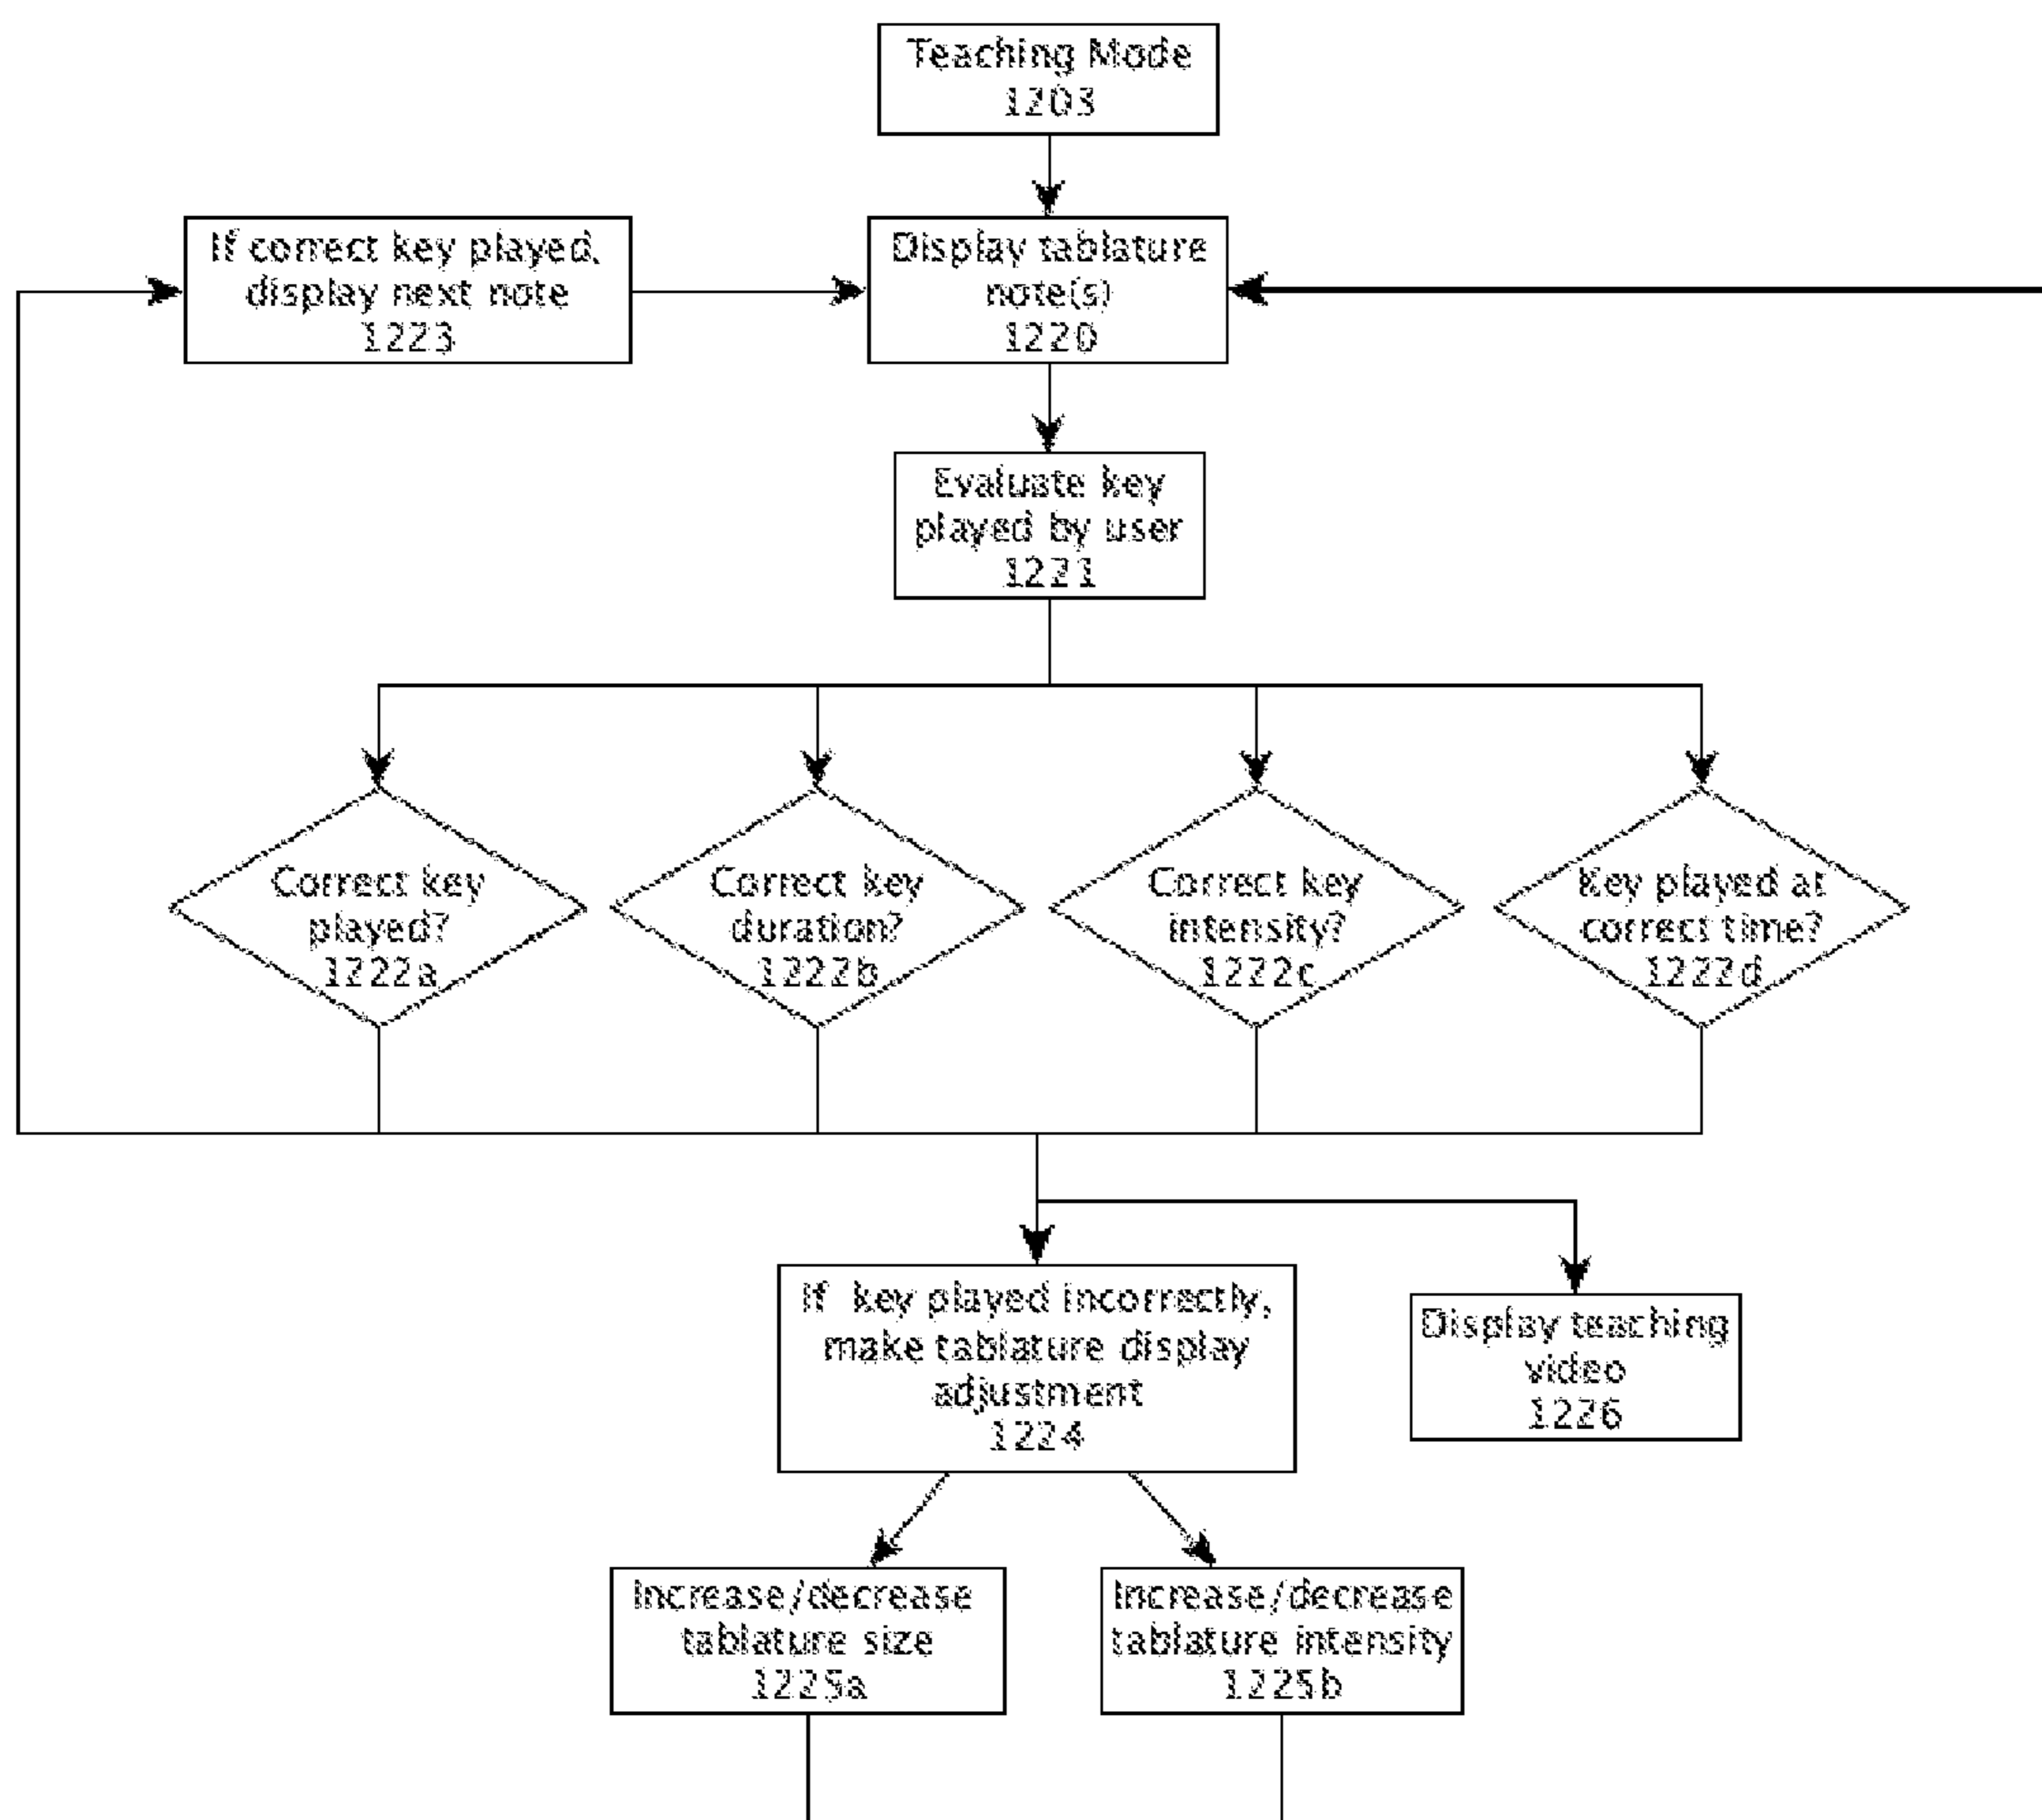 Teaching Mode
1203
If correct key played,
display next note
1223
Display tablature
note(s)
1220
Evaluate key
played by user
1221
Correct key
played?
1222a
Correct key
duration?
1222b
Correct key
intensity?
1222c
Key played at
correct time?
1222d
If key played incorrectly,
make tablature display
adjustment
1224
Display teaching
video
1226
Increase/decrease
tablature size
1225a
Increase/decrease
tablature intensity
1225b